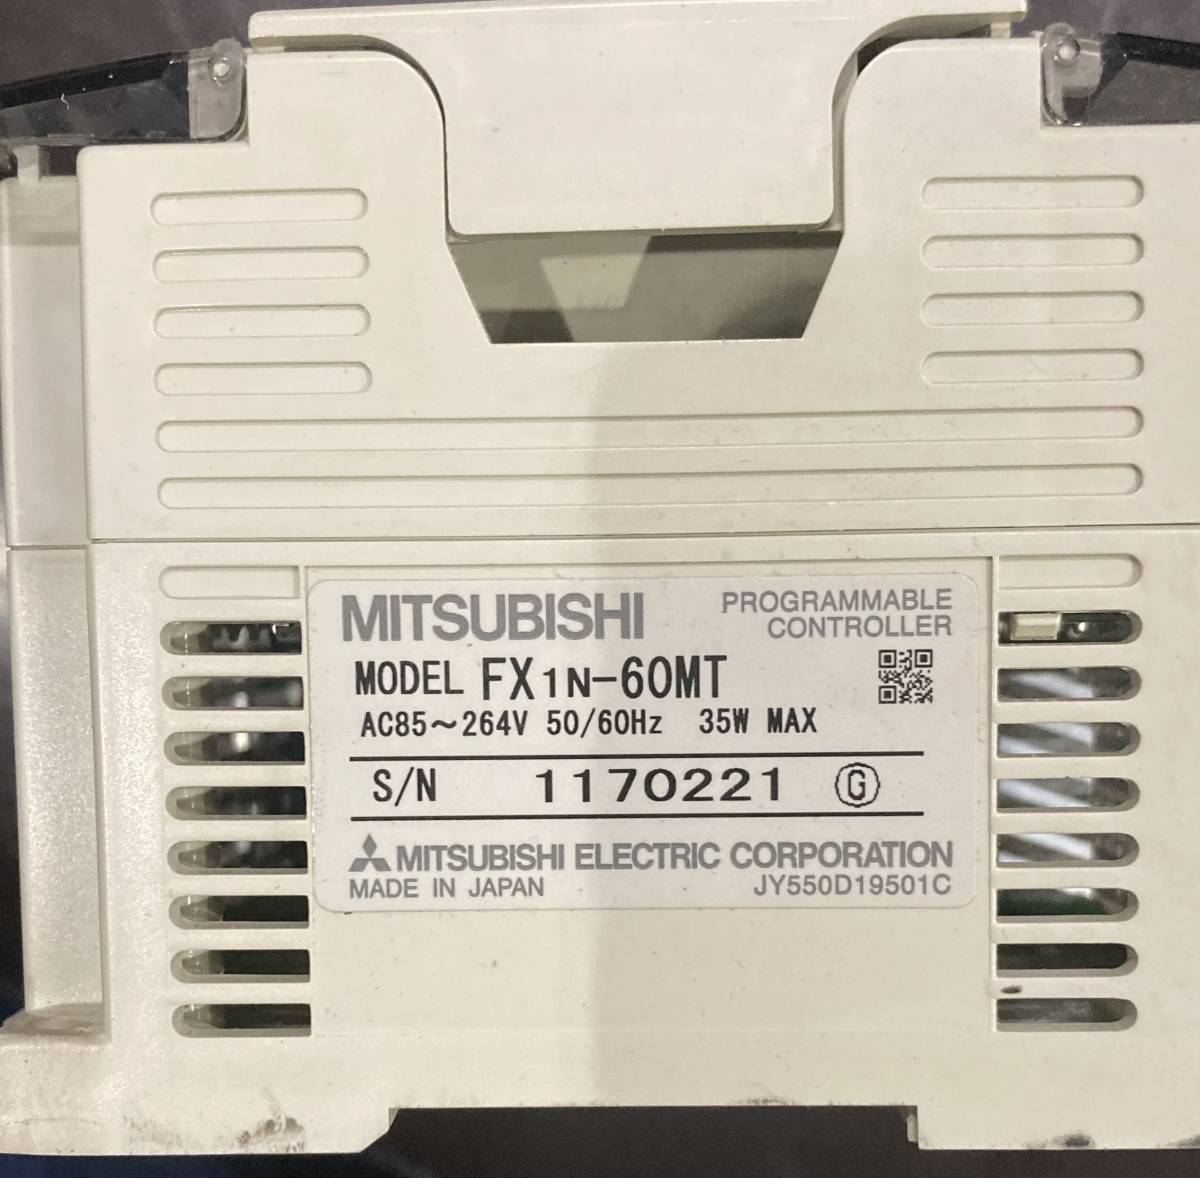 MITSUBISHI
PROGRAMMABLE
CONTROLLER
MODEL FX1N-60MT
AC85～264V 50/60Hz 35W MAX
S/N 1170221 G
MITSUBISHI ELECTRIC CORPORATION
MADE IN JAPAN JY550D19501C